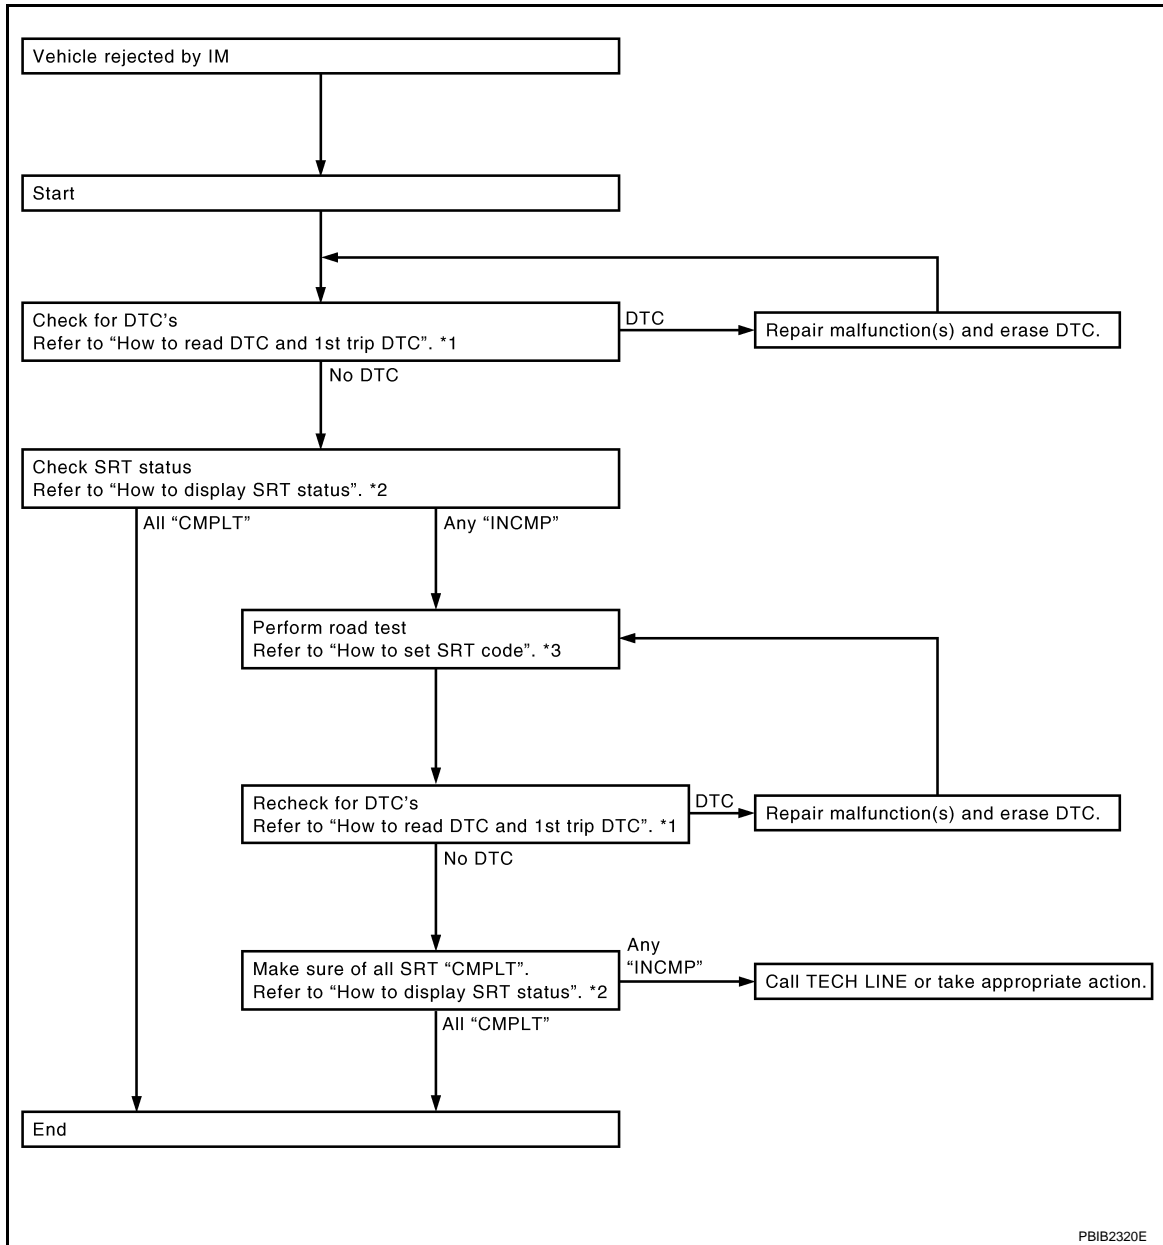 Vehicle rejected by IM
Start
Check for DTC's
Refer to “How to read DTC and 1st trip DTC”. *1
DTC
Repair malfunction(s) and erase DTC.
No DTC
Check SRT status
Refer to “How to display SRT status”. *2
All “CMPLT”
Any “INCMP”
Perform road test
Refer to “How to set SRT code”. *3
Recheck for DTC's
Refer to “How to read DTC and 1st trip DTC”. *1
DTC
Repair malfunction(s) and erase DTC.
No DTC
Make sure of all SRT “CMPLT”.
Refer to “How to display SRT status”. *2
Any
“INCMP”
Call TECH LINE or take appropriate action.
All “CMPLT”
End
PBIB2320E